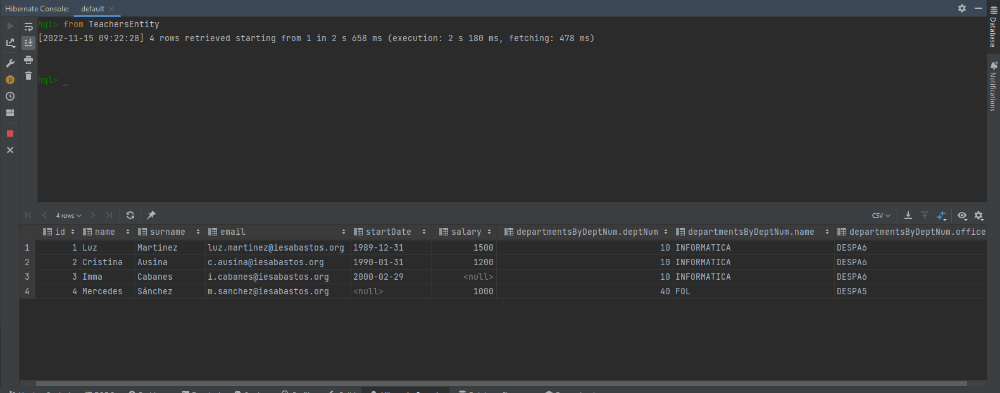 Hibernate Console: default
hql> from TeachersEntity
[2022-11-15 09:22:28] 4 rows retrieved starting from 1 in 2 s 658 ms (execution: 2 s 180 ms, fetching: 478 ms)
hql>
Database
Notifications
4 rows
CSV
id name surname email startDate salary departmentsByDeptNum.deptNum departmentsByDeptNum.name departmentsByDeptNum.office
1 1 Luz Martinez luz.martinez@iesabastos.org 1989-12-31 1500 10 INFORMATICA DESPA6
2 2 Cristina Ausina c.ausina@iesabastos.org 1990-01-31 1200 10 INFORMATICA DESPA6
3 3 Imma Cabanes i.cabanes@iesabastos.org 2000-02-29 <null> 10 INFORMATICA DESPA6
4 4 Mercedes Sánchez m.sanchez@iesabastos.org <null> 1000 40 FOL DESPA5